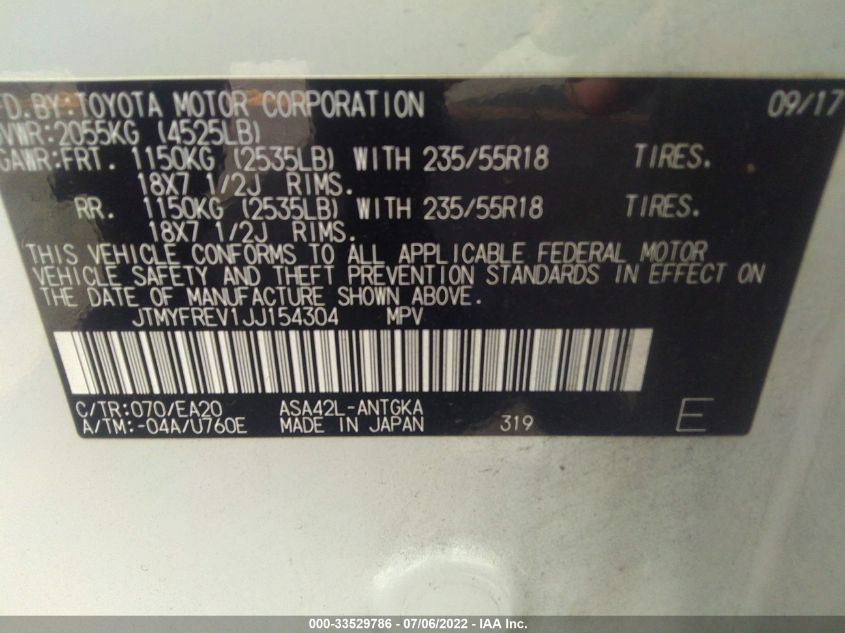 FD.BY:TOYOTA MOTOR CORPORATION 09/17
VWR:2055KG (4525LB)
GAWR:FRT. 1150KG (2535LB) WITH 235/55R18 TIRES.
18X7 1/2J RIMS.
RR. 1150KG (2535LB) WITH 235/55R18 TIRES.
18X7 1/2J RIMS.
THIS VEHICLE CONFORMS TO ALL APPLICABLE FEDERAL MOTOR
VEHICLE SAFETY AND THEFT PREVENTION STANDARDS IN EFFECT ON
THE DATE OF MANUFACTURE SHOWN ABOVE.
JTMYFREV1JJ154304 MPV
C/TR:070/EA20 ASA42L-ANTGKA
A/TM:-04A/U760E MADE IN JAPAN 319 E
000-33529786 - 07/06/2022 - IAA Inc.